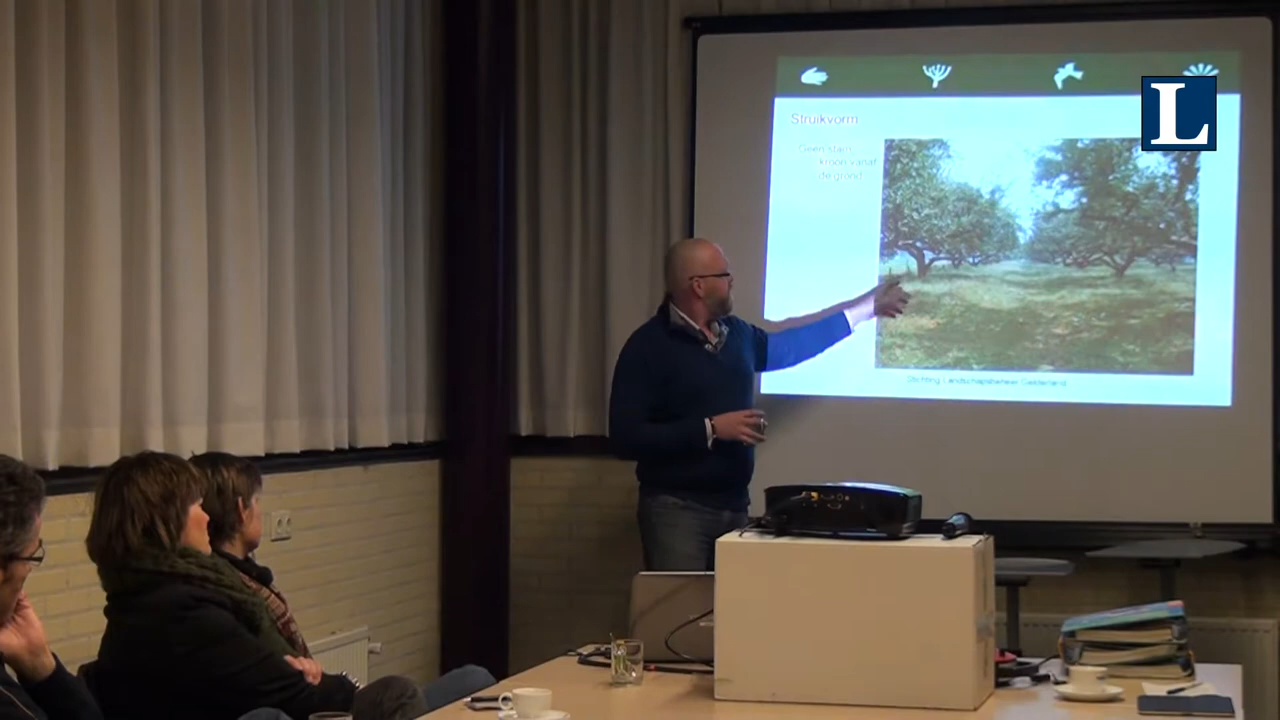 L
Struikvorm
Geen stam,
kroon vanaf
de grond
Stichting Landschapsbeheer Gelderland